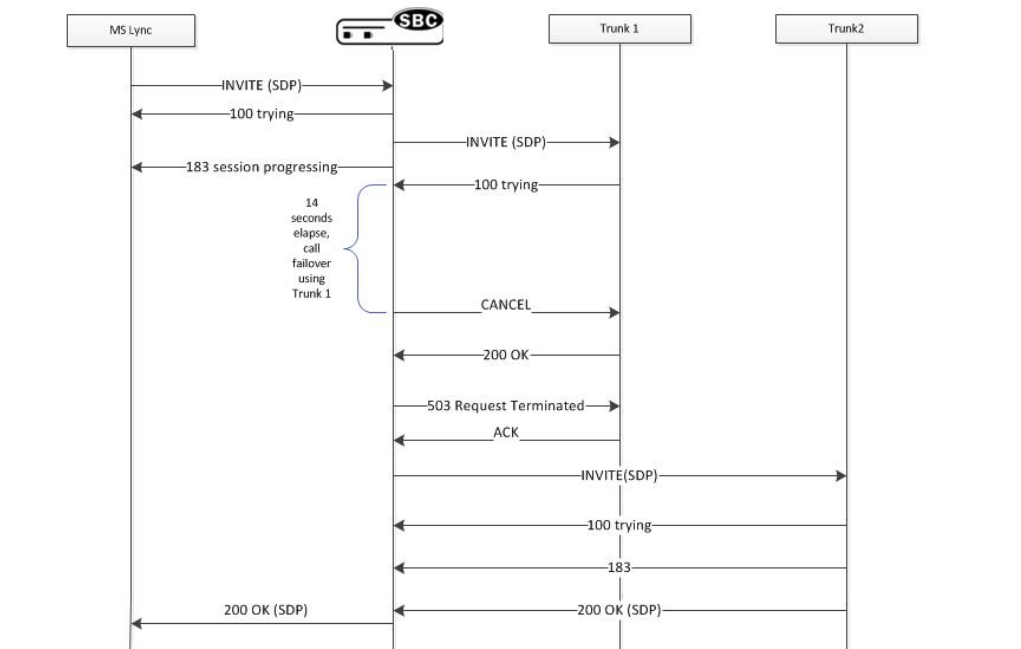 MS Lync
SBC
Trunk 1
Trunk2
INVITE (SDP)
100 trying
INVITE (SDP)
183 session progressing
100 trying
14
seconds
elapse,
call
failover
using
Trunk 1
CANCEL
200 OK
503 Request Terminated
ACK
INVITE(SDP)
100 trying
183
200 OK (SDP)
200 OK (SDP)